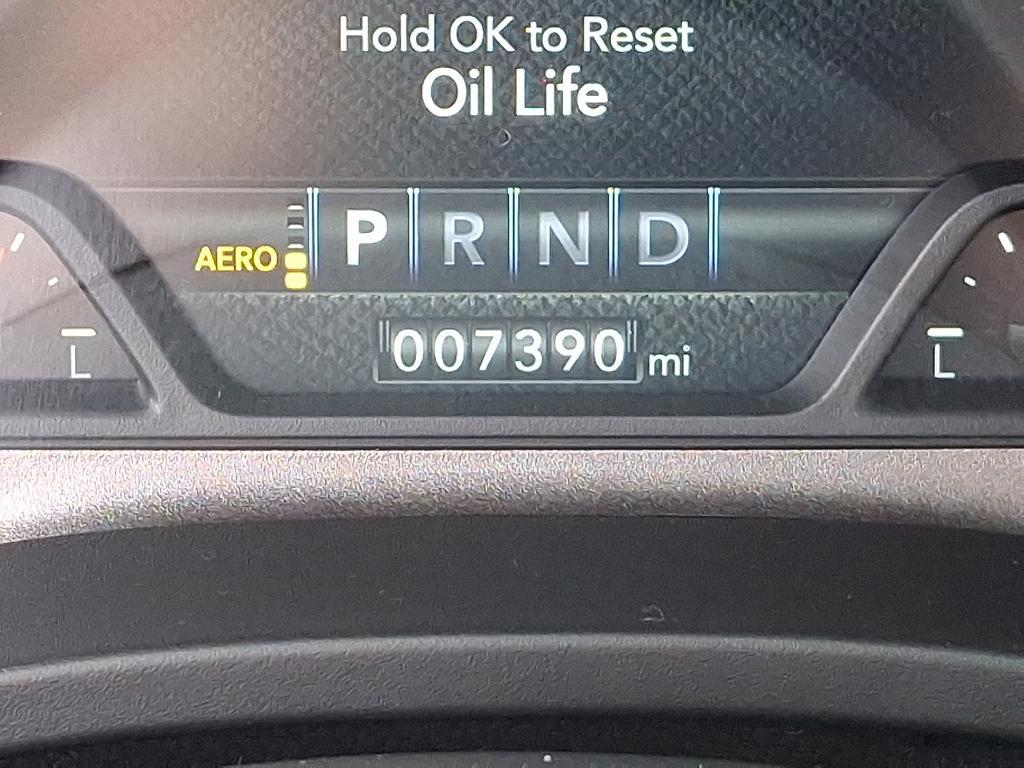 Hold OK to Reset
Oil Life
AERO P R N D
007390 mi
L L